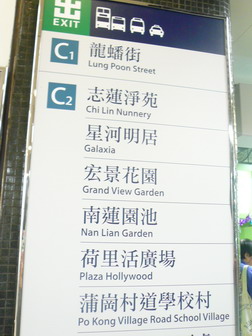 出
EXIT
C1 龍蟠街
Lung Poon Street
C2 志蓮淨苑
Chi Lin Nunnery
星河明居
Galaxia
宏景花園
Grand View Garden
南蓮園池
Nan Lian Garden
荷里活廣場
Plaza Hollywood
蒲崗村道學校村
Po Kong Village Road School Village